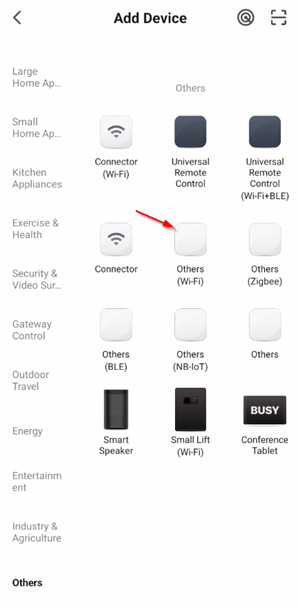 Add Device
Large
Home Ap...
Small
Home Ap...
Kitchen
Appliances
Exercise &
Health
Security &
Video Sur...
Gateway
Control
Outdoor
Travel
Energy
Entertainm
ent
Industry &
Agriculture
Others
Others
Connector
(Wi-Fi)
Universal
Remote
Control
Universal
Remote
Control
(Wi-Fi+BLE)
Connector
Others
(Wi-Fi)
Others
(Zigbee)
Others
(BLE)
Others
(NB-IoT)
Others
Smart
Speaker
Small Lift
(Wi-Fi)
BUSY
Conference
Tablet